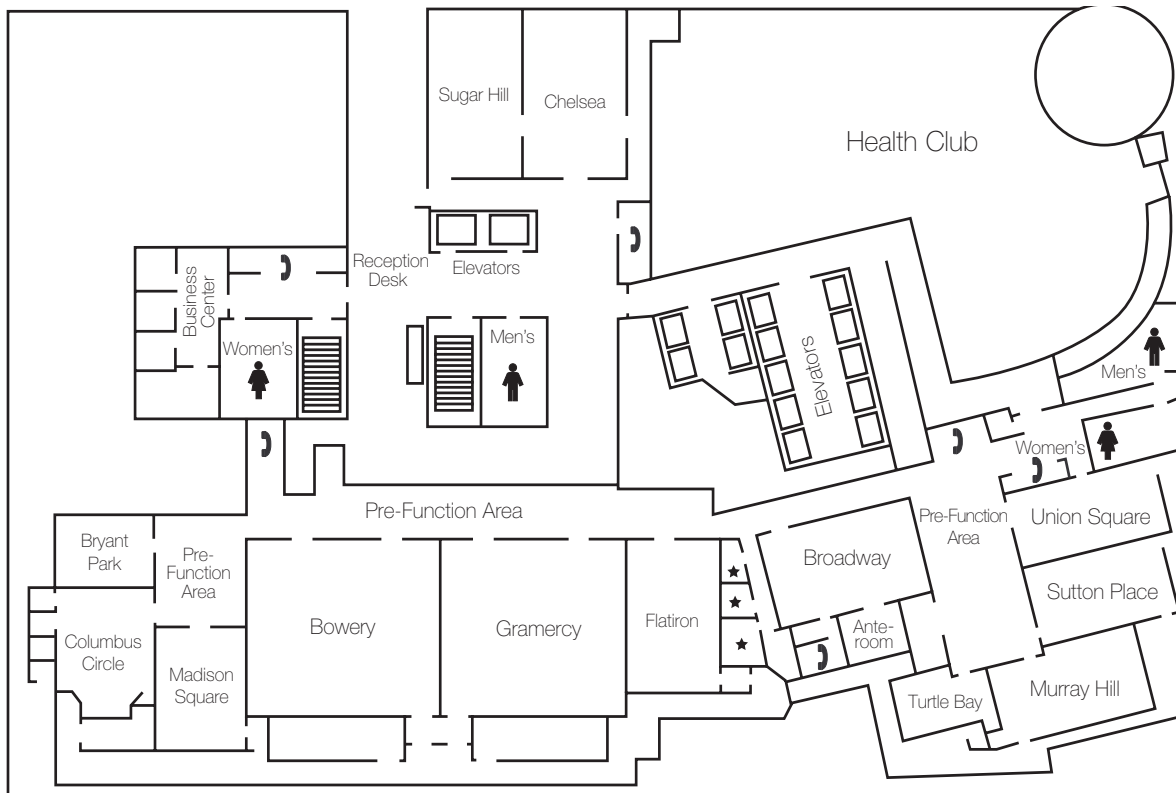 Sugar Hill
Chelsea
Health Club
Reception
Desk
Elevators
Business
Center
Women's
Men's
Elevators
Men's
Women's
Pre-Function Area
Pre-Function
Area
Union Square
Bryant
Park
Pre-
Function
Area
Broadway
Sutton Place
Bowery
Gramercy
Flatiron
Ante-
room
Columbus
Circle
Madison
Square
Turtle Bay
Murray Hill